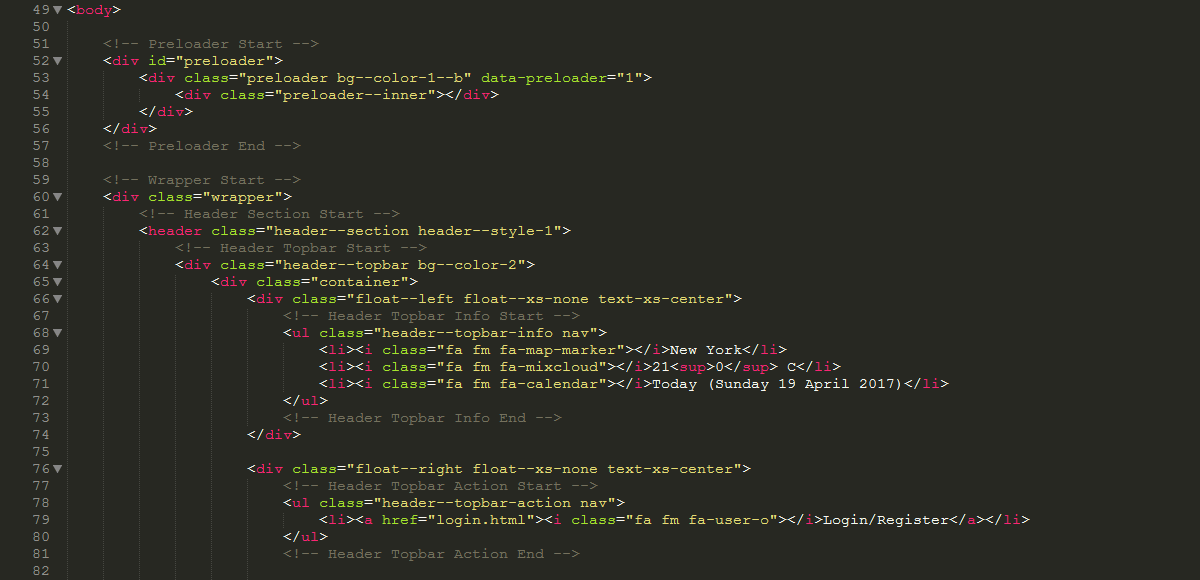 49 <body>
50
51 <!-- Preloader Start -->
52 <div id="preloader">
53 <div class="preloader bg--color-1--b" data-preloader="1">
54 <div class="preloader--inner"></div>
55 </div>
56 </div>
57 <!-- Preloader End -->
58
59 <!-- Wrapper Start -->
60 <div class="wrapper">
61 <!-- Header Section Start -->
62 <header class="header--section header--style-1">
63 <!-- Header Topbar Start -->
64 <div class="header--topbar bg--color-2">
65 <div class="container">
66 <div class="float--left float--xs-none text-xs-center">
67 <!-- Header Topbar Info Start -->
68 <ul class="header--topbar-info nav">
69 <li><i class="fa fm fa-map-marker"></i>New York</li>
70 <li><i class="fa fm fa-mixcloud"></i>21<sup>0</sup> C</li>
71 <li><i class="fa fm fa-calendar"></i>Today (Sunday 19 April 2017)</li>
72 </ul>
73 <!-- Header Topbar Info End -->
74 </div>
75
76 <div class="float--right float--xs-none text-xs-center">
77 <!-- Header Topbar Action Start -->
78 <ul class="header--topbar-action nav">
79 <li><a href="login.html"><i class="fa fm fa-user-o"></i>Login/Register</a></li>
80 </ul>
81 <!-- Header Topbar Action End -->
82